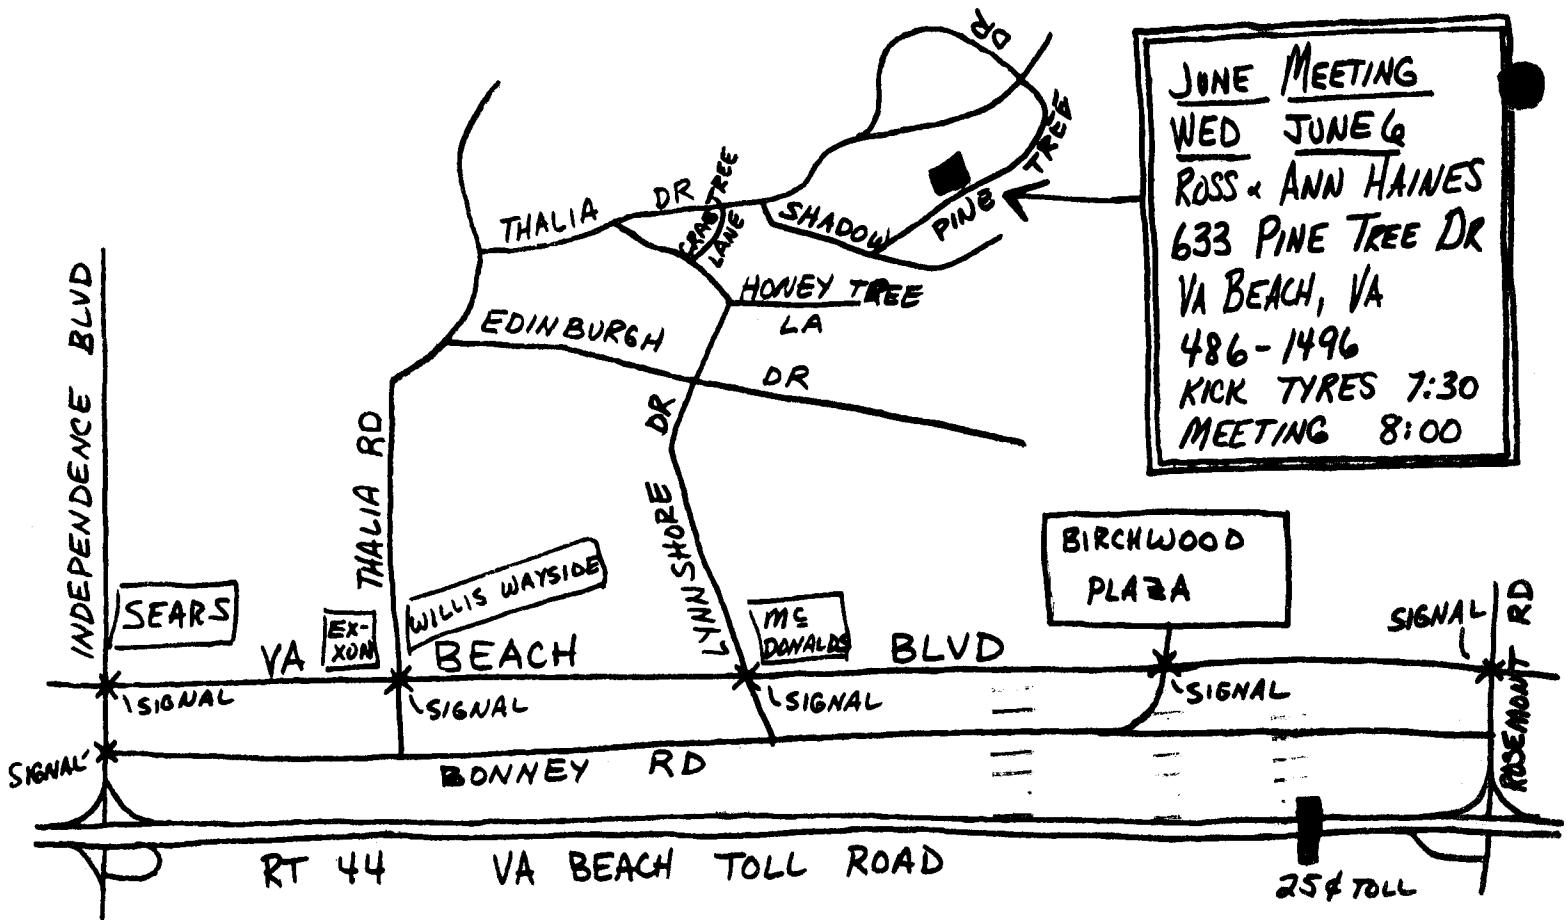 JUNE MEETING
WED JUNE 6
ROSS & ANN HAINES
633 PINE TREE DR
VA BEACH, VA
486-1496
KICK TYRES 7:30
MEETING 8:00
DR
PINE TREE
SHADOW
THALIA DR
CRABTREE
LANE
HONEY TREE
LA
EDINBURGH DR
INDEPENDENCE BLVD
THALIA RD
LYNNSHORE DR
SEARS
EX-
XON
WILLIS WAYSIDE
Mc
DONALDS
BIRCHWOOD
PLAZA
SIGNAL
ROSEMONT RD
VA BEACH BLVD
SIGNAL
SIGNAL
SIGNAL
SIGNAL
SIGNAL
BONNEY RD
RT 44 VA BEACH TOLL ROAD
25¢ TOLL